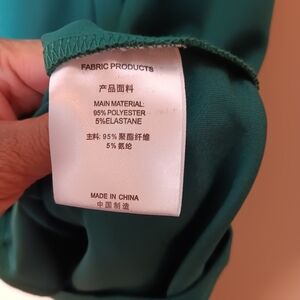 FABRIC PRODUCTS
产品面料
MAIN MATERIAL:
95% POLYESTER
5%ELASTANE
主料: 95% 聚酯纤维
5% 氨纶
MADE IN CHINA
中国制造